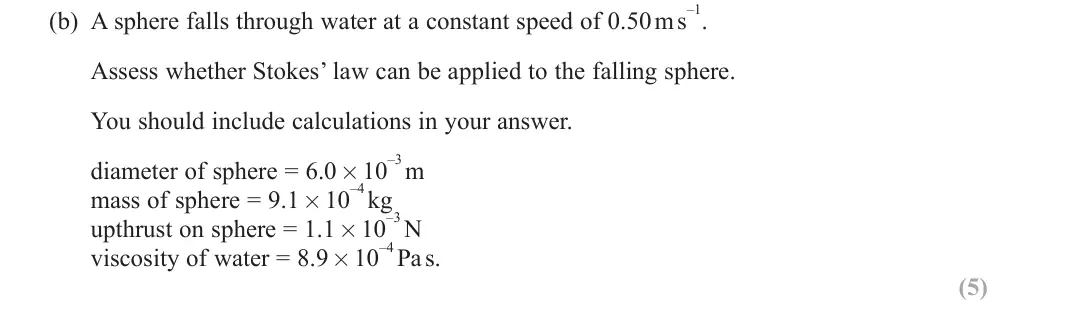 (b) A sphere falls through water at a constant speed of 0.50 m s⁻¹.
Assess whether Stokes’ law can be applied to the falling sphere.
You should include calculations in your answer.
diameter of sphere = 6.0 × 10⁻³ m
mass of sphere = 9.1 × 10⁻⁴ kg
upthrust on sphere = 1.1 × 10⁻³ N
viscosity of water = 8.9 × 10⁻⁴ Pa s.
(5)